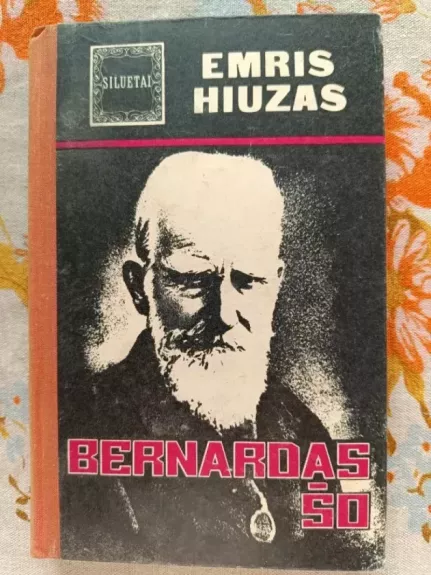 SILUETAI
EMRIS
HIUZAS
BERNARDAS
ŠO